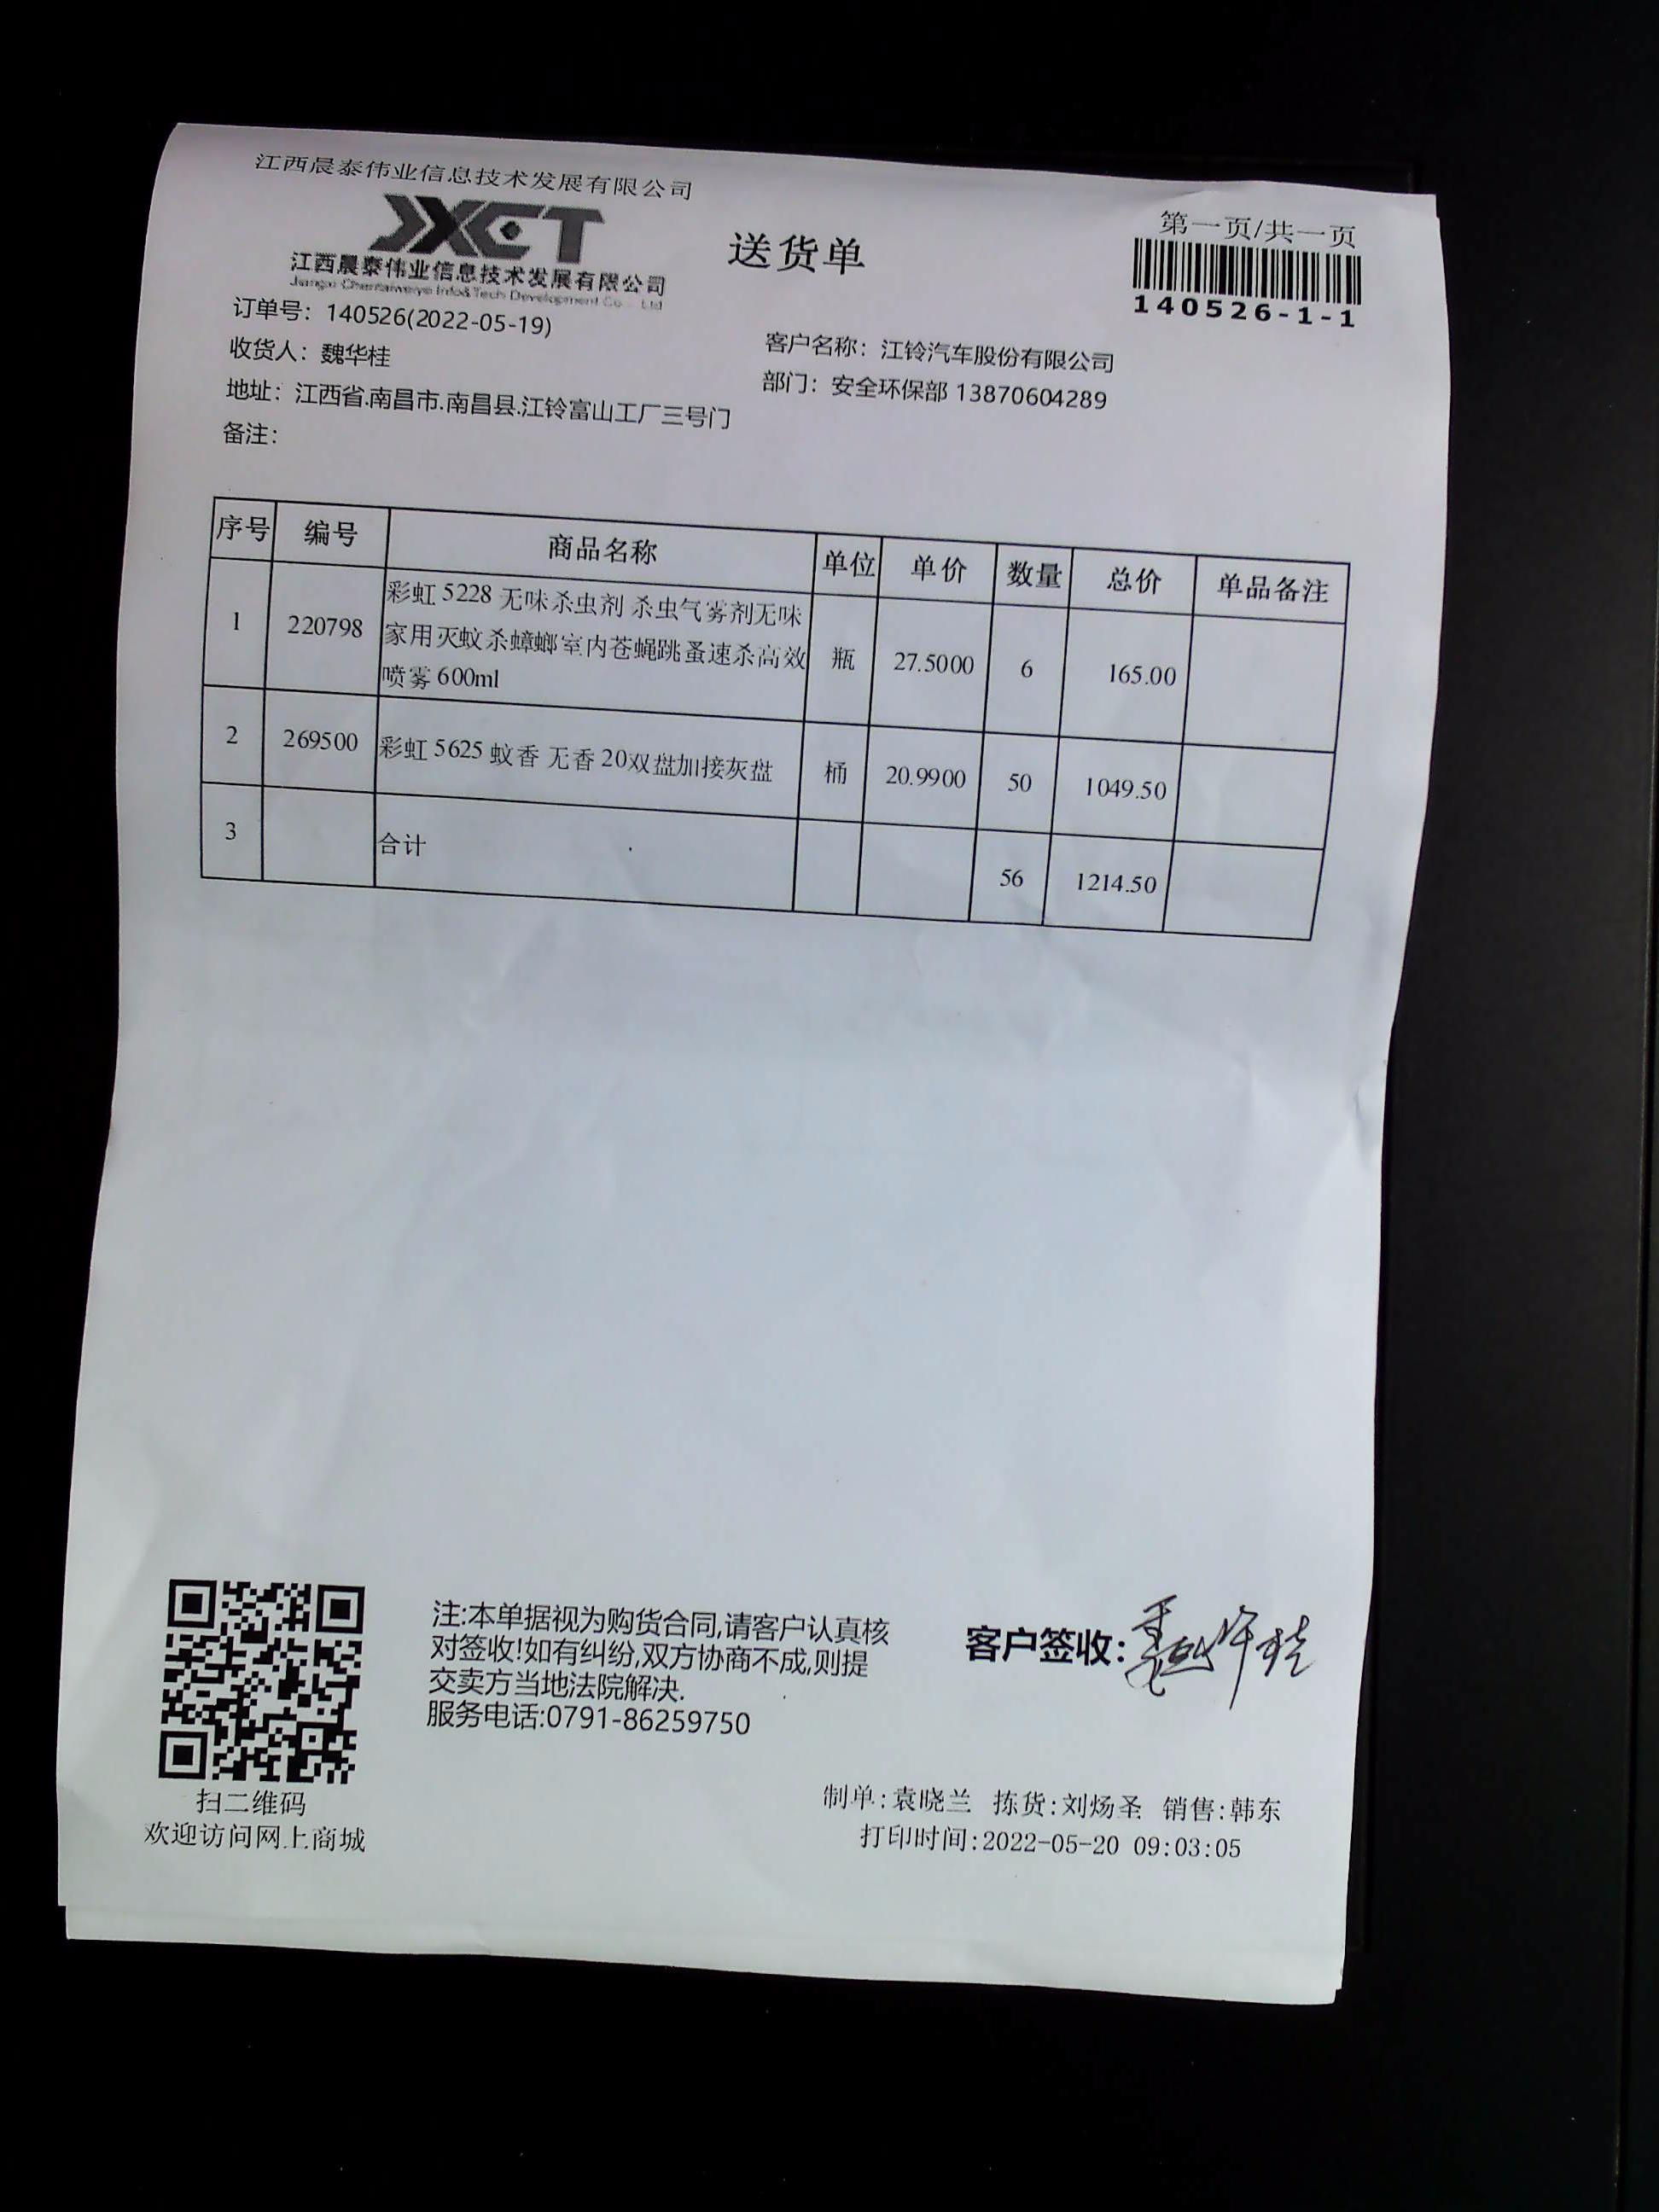 江西晨泰伟业信息技术发展有限公司
JXCT
江西晨泰伟业信息技术发展有限公司
Jiangxi Chentaiweiye Info&Tech Development Co., Ltd
送货单
第一页/共一页
140526-1-1
订单号：140526(2022-05-19)
收货人：魏华桂
客户名称：江铃汽车股份有限公司
地址：江西省.南昌市.南昌县.江铃富山工厂三号门
部门：安全环保部 13870604289
备注：
序号 编号 商品名称 单位 单价 数量 总价 单品备注
1 220798 彩虹 5228 无味杀虫剂 杀虫气雾剂无味
家用灭蚊杀蟑螂室内苍蝇跳蚤速杀高效
喷雾 600ml 瓶 27.5000 6 165.00
2 269500 彩虹 5625 蚊香 无香 20双盘加接灰盘 桶 20.9900 50 1049.50
3 合计 56 1214.50
注:本单据视为购货合同,请客户认真核
对签收!如有纠纷,双方协商不成,则提
交卖方当地法院解决.
服务电话:0791-86259750
客户签收:魏华桂
扫二维码
欢迎访问网上商城
制单:袁晓兰 拣货:刘炀圣 销售:韩东
打印时间:2022-05-20 09:03:05